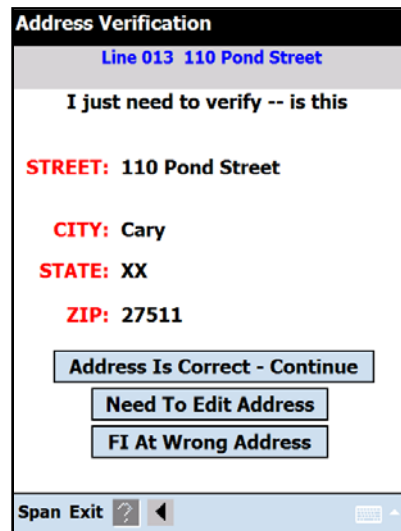 Address Verification
Line 013 110 Pond Street
I just need to verify -- is this
STREET: 110 Pond Street
CITY: Cary
STATE: XX
ZIP: 27511
Address Is Correct - Continue
Need To Edit Address
FI At Wrong Address
Span Exit ?